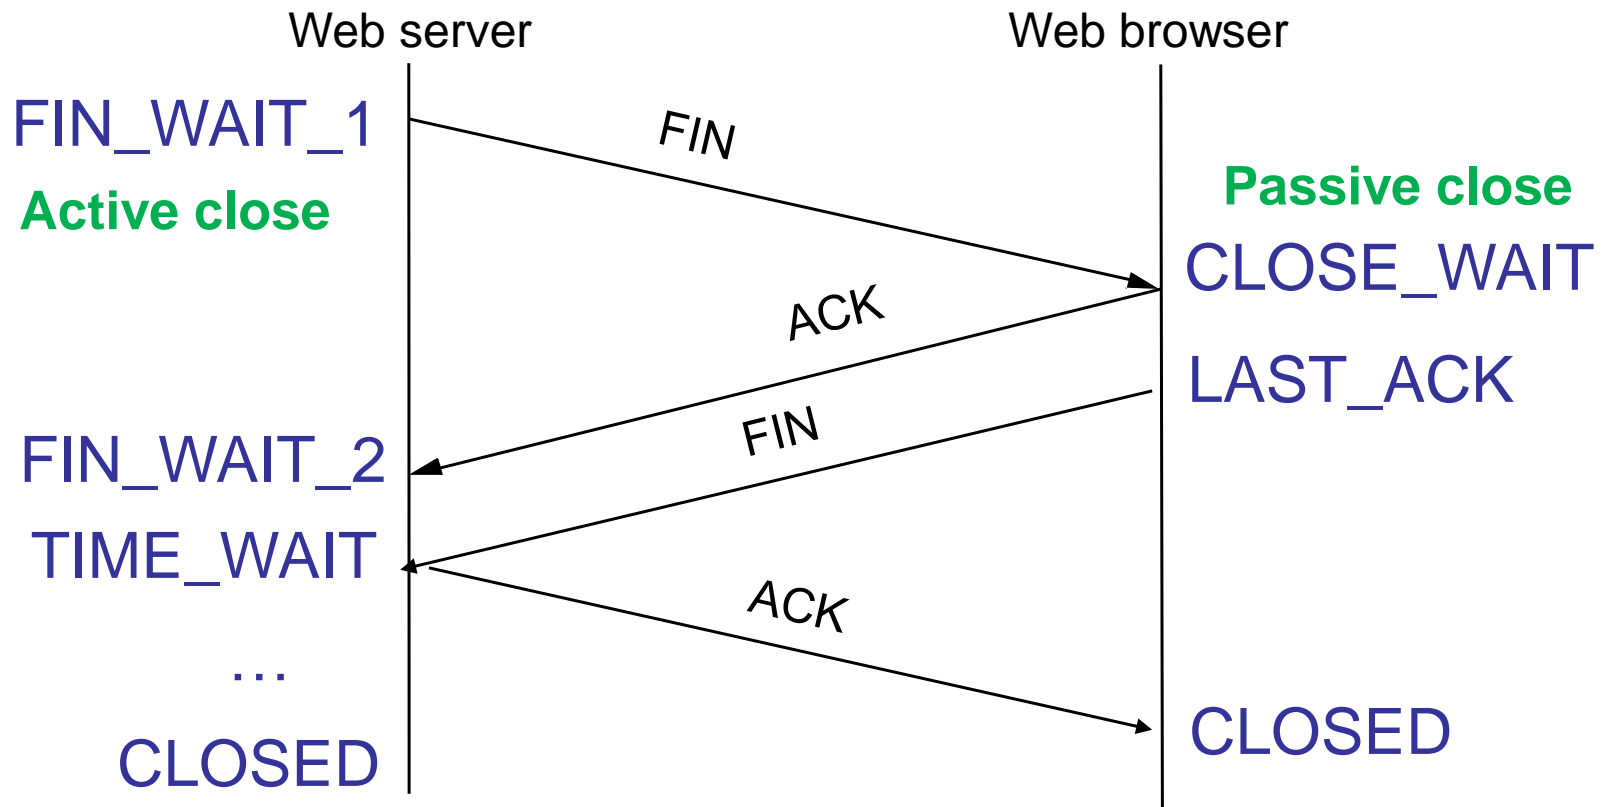 Web server
Web browser
FIN_WAIT_1
FIN
Active close
Passive close
CLOSE_WAIT
ACK
LAST_ACK
FIN
FIN_WAIT_2
TIME_WAIT
ACK
…
CLOSED
CLOSED